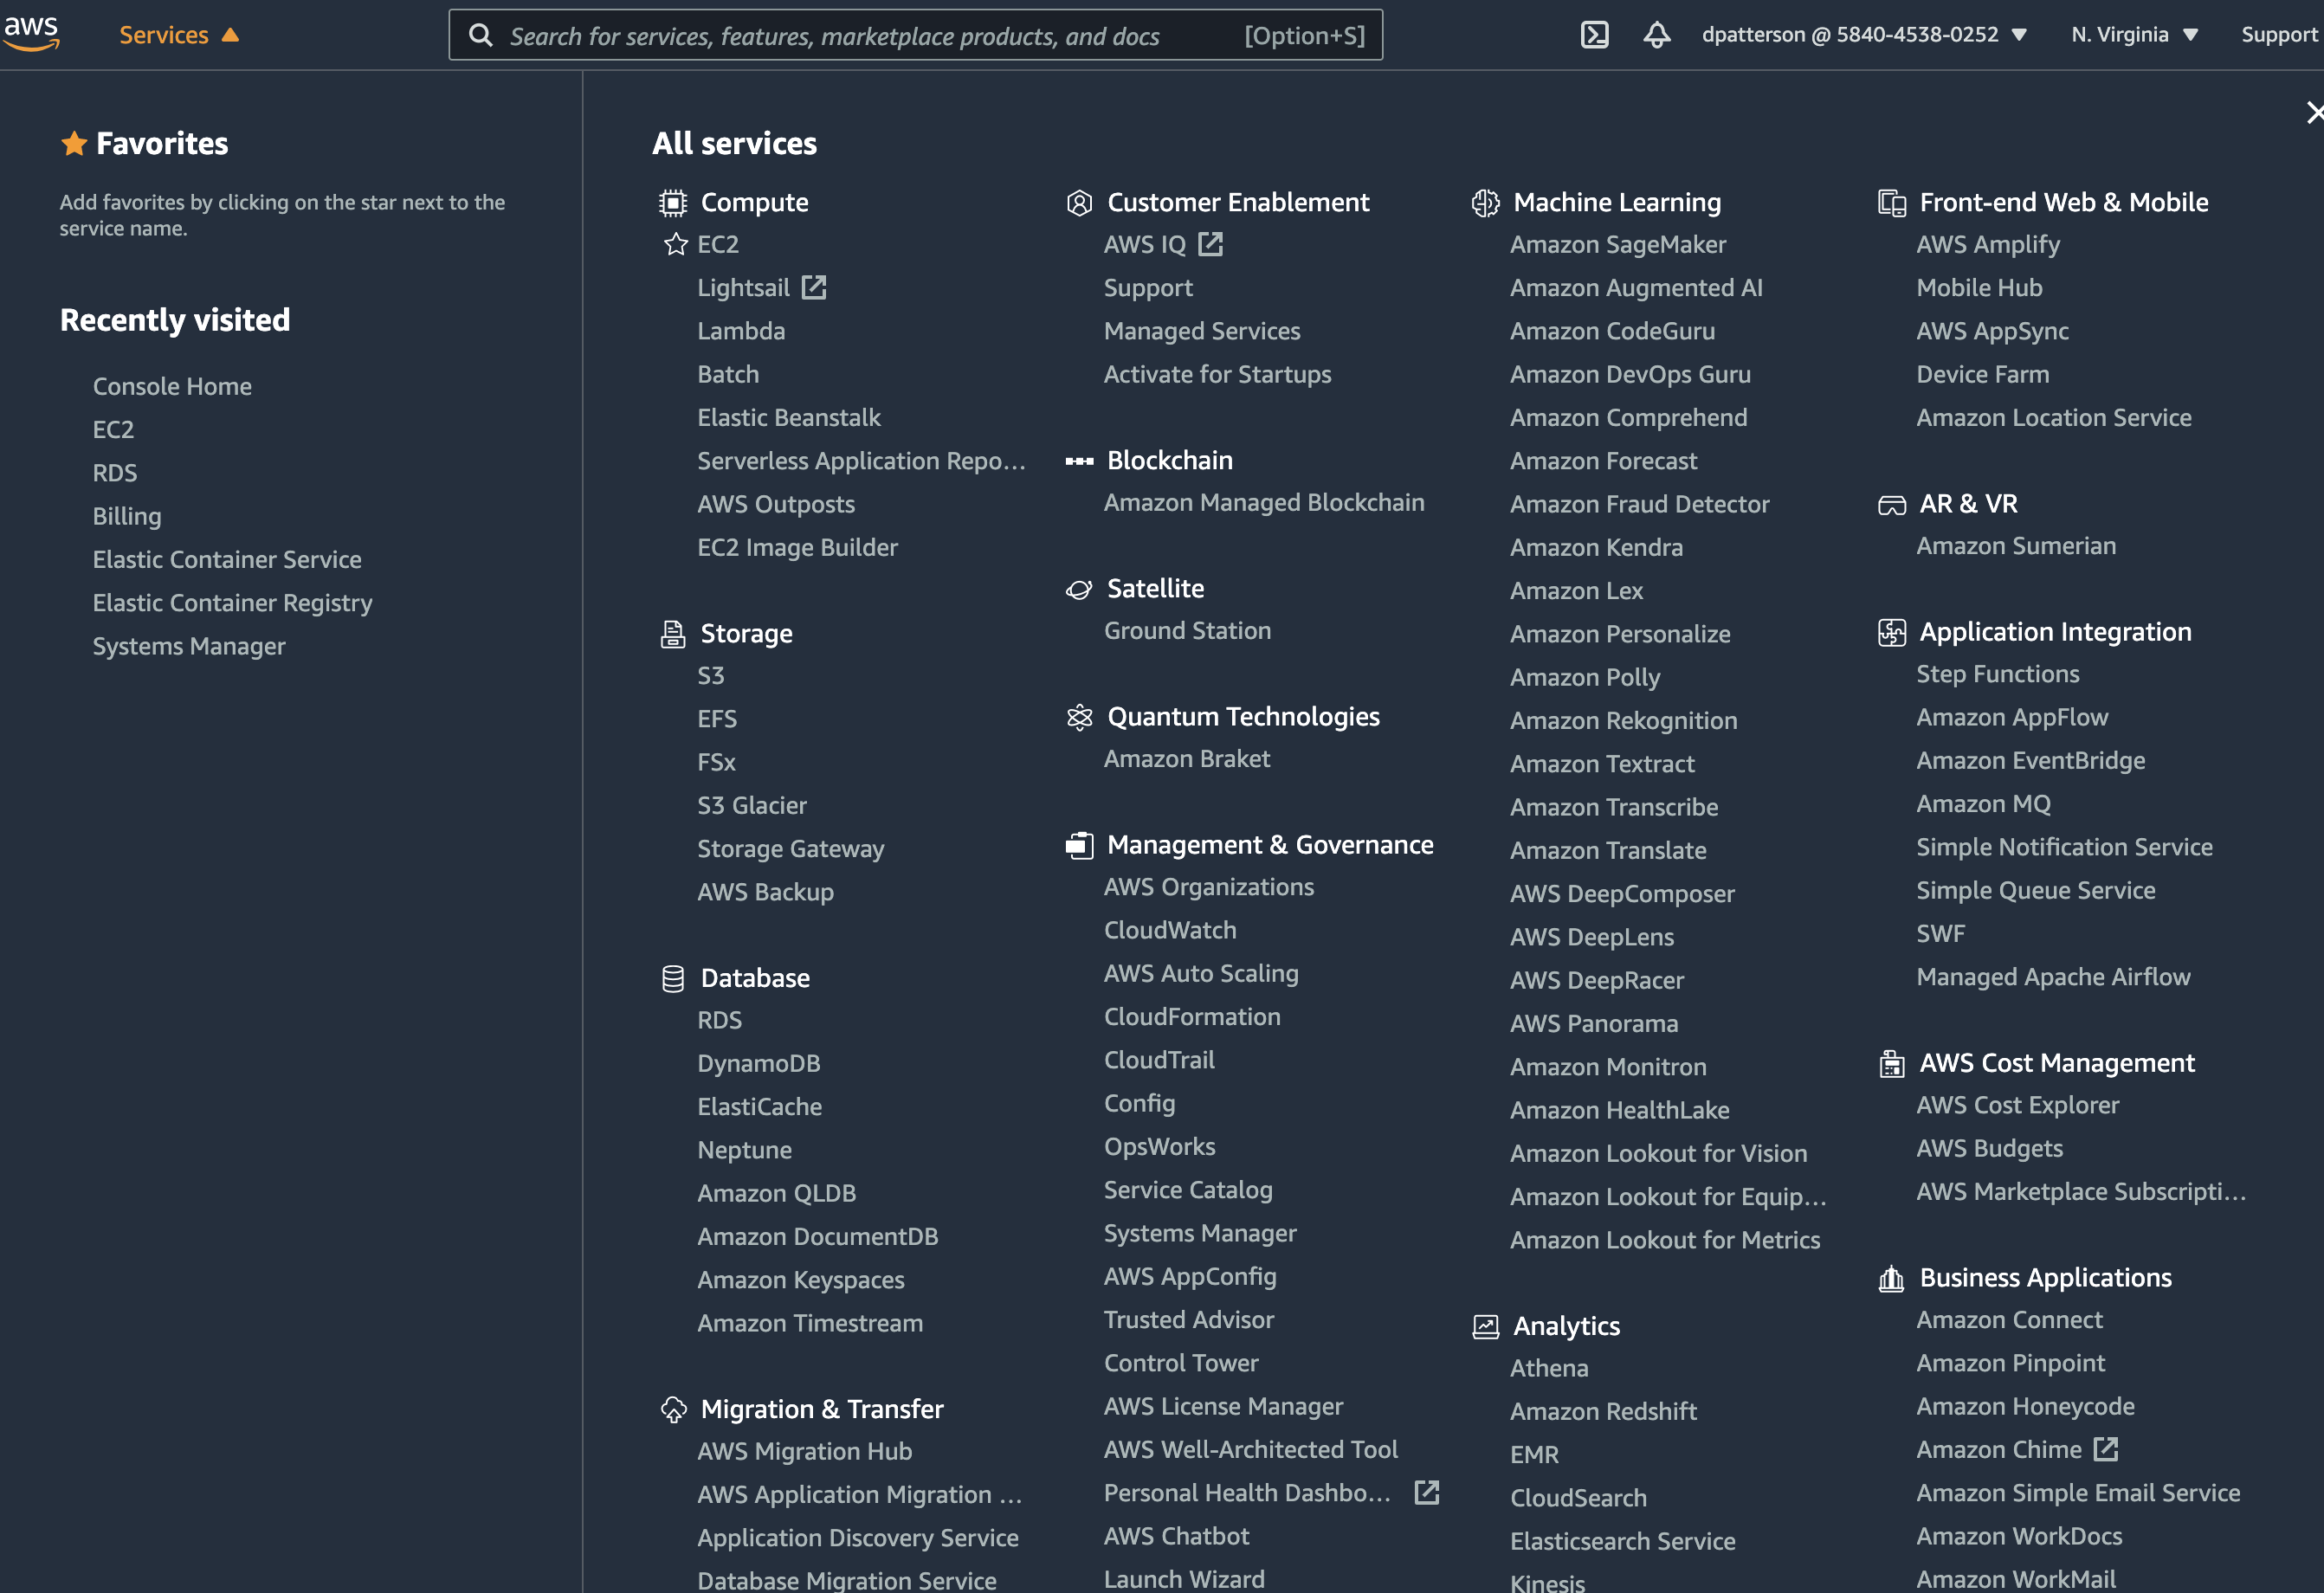 aws
Services
Search for services, features, marketplace products, and docs
[Option+S]
dpatterson @ 5840-4538-0252
N. Virginia
Support
Favorites
Add favorites by clicking on the star next to the
service name.
Recently visited
Console Home
EC2
RDS
Billing
Elastic Container Service
Elastic Container Registry
Systems Manager
All services
Compute
EC2
Lightsail
Lambda
Batch
Elastic Beanstalk
Serverless Application Repo...
AWS Outposts
EC2 Image Builder
Storage
S3
EFS
FSx
S3 Glacier
Storage Gateway
AWS Backup
Database
RDS
DynamoDB
ElastiCache
Neptune
Amazon QLDB
Amazon DocumentDB
Amazon Keyspaces
Amazon Timestream
Migration & Transfer
AWS Migration Hub
AWS Application Migration ...
Application Discovery Service
Database Migration Service
Customer Enablement
AWS IQ
Support
Managed Services
Activate for Startups
Blockchain
Amazon Managed Blockchain
Satellite
Ground Station
Quantum Technologies
Amazon Braket
Management & Governance
AWS Organizations
CloudWatch
AWS Auto Scaling
CloudFormation
CloudTrail
Config
OpsWorks
Service Catalog
Systems Manager
AWS AppConfig
Trusted Advisor
Control Tower
AWS License Manager
AWS Well-Architected Tool
Personal Health Dashbo...
AWS Chatbot
Launch Wizard
Machine Learning
Amazon SageMaker
Amazon Augmented AI
Amazon CodeGuru
Amazon DevOps Guru
Amazon Comprehend
Amazon Forecast
Amazon Fraud Detector
Amazon Kendra
Amazon Lex
Amazon Personalize
Amazon Polly
Amazon Rekognition
Amazon Textract
Amazon Transcribe
Amazon Translate
AWS DeepComposer
AWS DeepLens
AWS DeepRacer
AWS Panorama
Amazon Monitron
Amazon HealthLake
Amazon Lookout for Vision
Amazon Lookout for Equip...
Amazon Lookout for Metrics
Analytics
Athena
Amazon Redshift
EMR
CloudSearch
Elasticsearch Service
Kinesis
Front-end Web & Mobile
AWS Amplify
Mobile Hub
AWS AppSync
Device Farm
Amazon Location Service
AR & VR
Amazon Sumerian
Application Integration
Step Functions
Amazon AppFlow
Amazon EventBridge
Amazon MQ
Simple Notification Service
Simple Queue Service
SWF
Managed Apache Airflow
AWS Cost Management
AWS Cost Explorer
AWS Budgets
AWS Marketplace Subscripti...
Business Applications
Amazon Connect
Amazon Pinpoint
Amazon Honeycode
Amazon Chime
Amazon Simple Email Service
Amazon WorkDocs
Amazon WorkMail